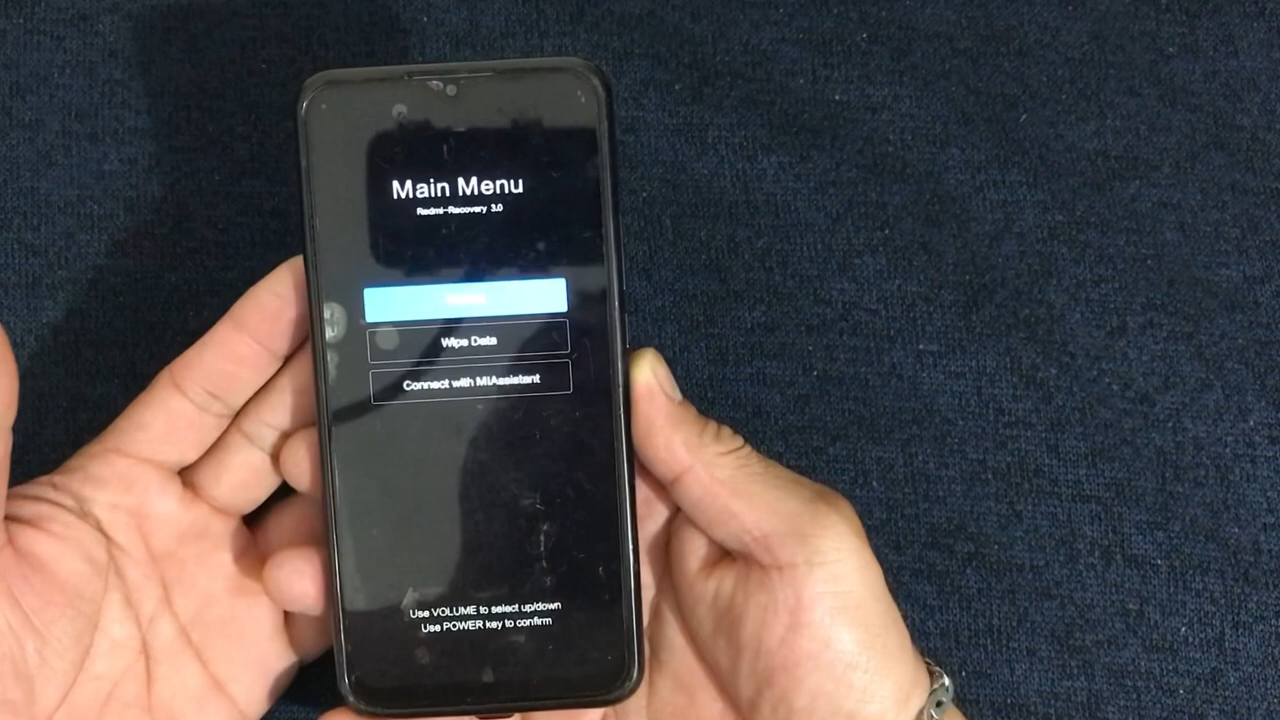 Main Menu
Redmi-Recovery 3.0
Wipe Data
Connect with MIAssistant
Use VOLUME to select up/down
Use POWER key to confirm